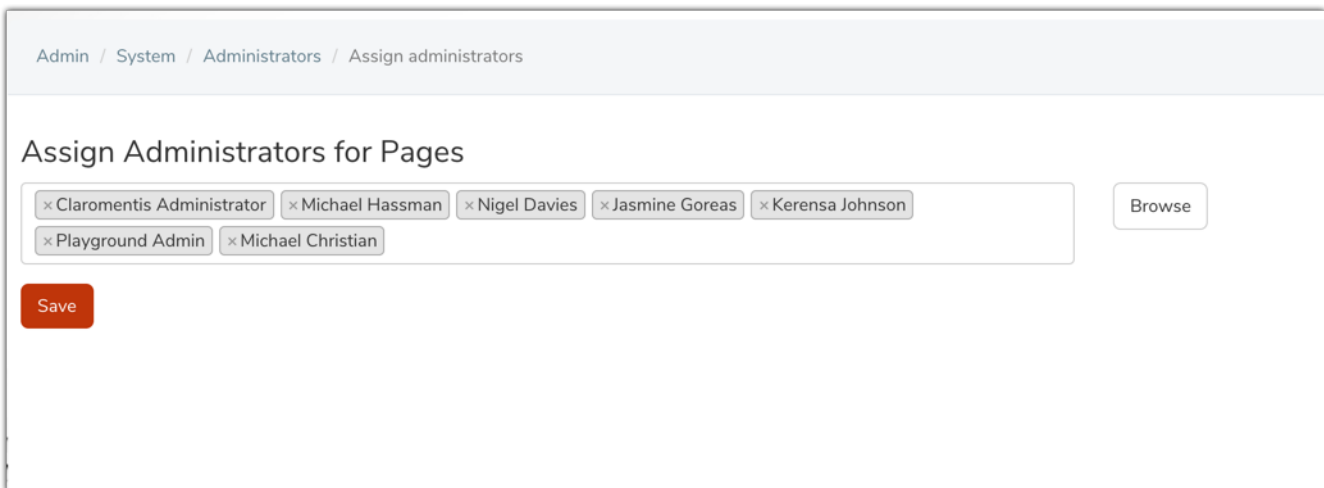 Admin / System / Administrators / Assign administrators
Assign Administrators for Pages
× Claromentis Administrator × Michael Hassman × Nigel Davies × Jasmine Goreas × Kerensa Johnson
Browse
× Playground Admin × Michael Christian
Save